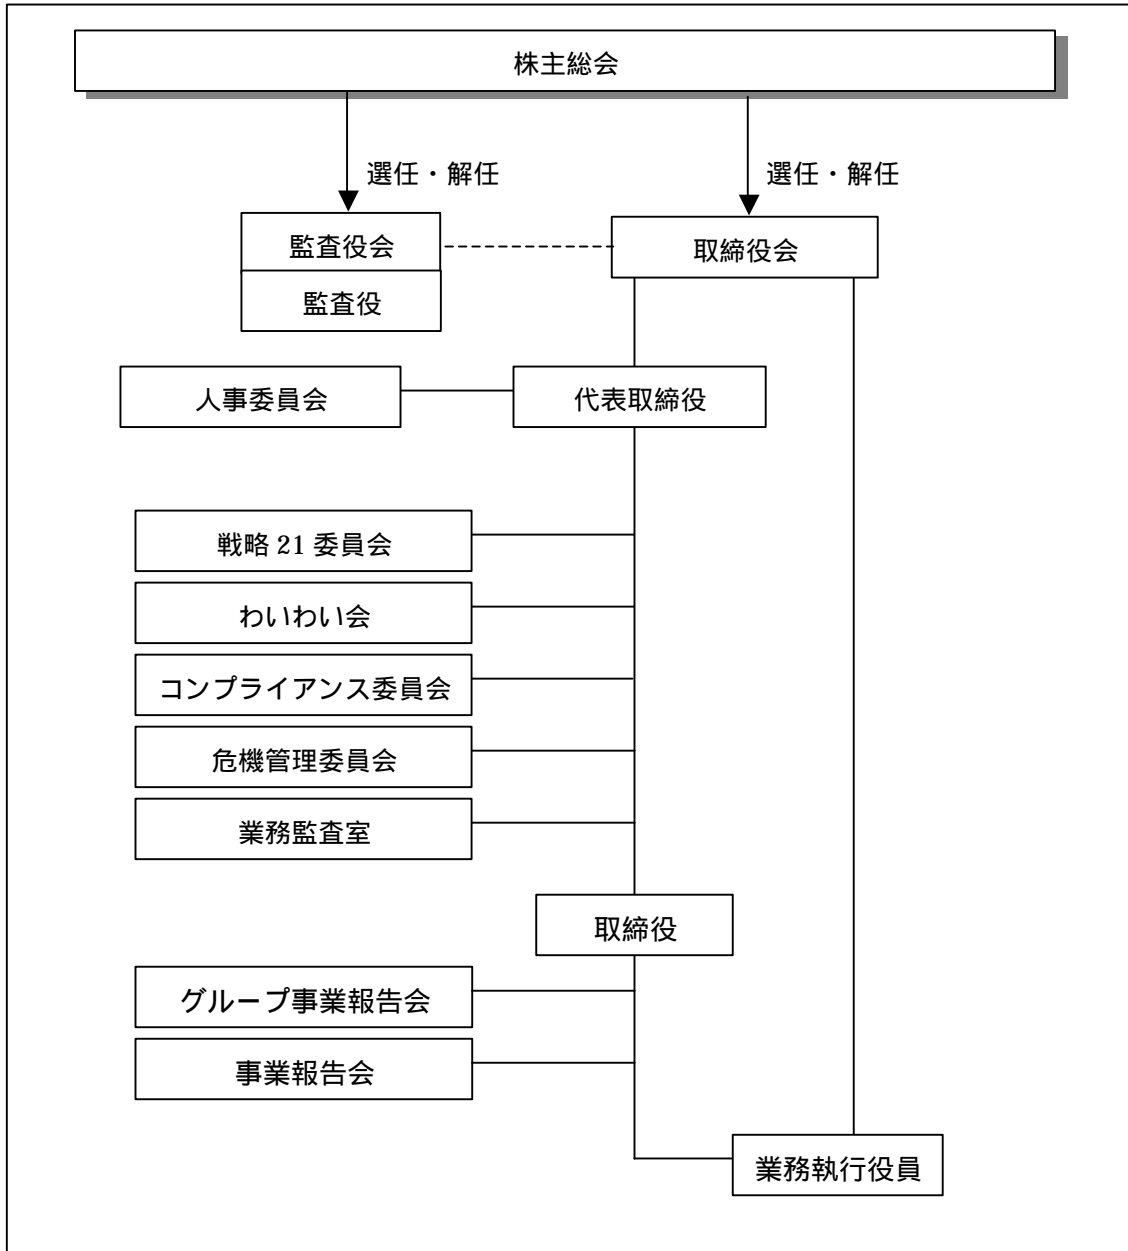 株主総会
選任・解任
選任・解任
監査役会
取締役会
監査役
人事委員会
代表取締役
戦略 21 委員会
わいわい会
コンプライアンス委員会
危機管理委員会
業務監査室
取締役
グループ事業報告会
事業報告会
業務執行役員